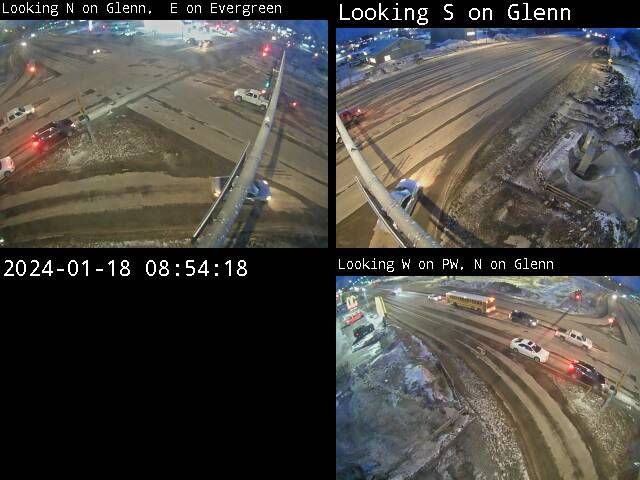 Looking N on Glenn, E on Evergreen
Looking S on Glenn
2024-01-18 08:54:18
Looking W on PW, N on Glenn